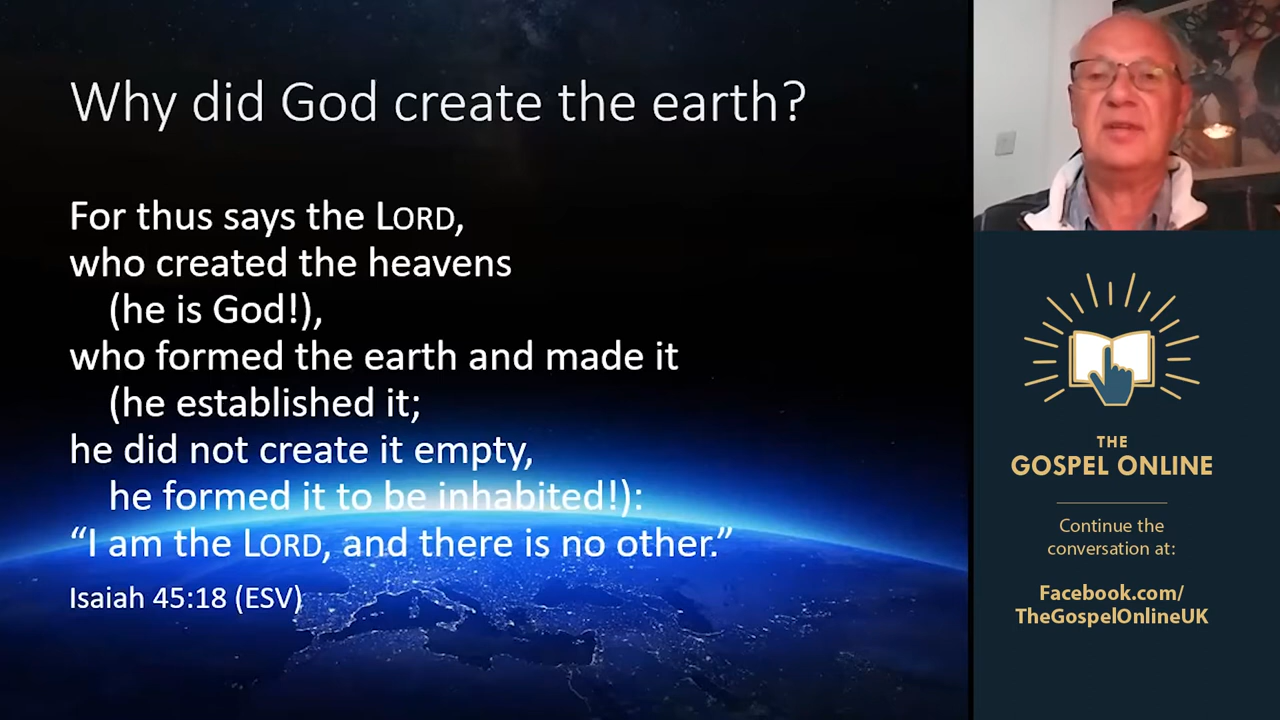 Why did God create the earth?
For thus says the LORD,
who created the heavens
(he is God!),
who formed the earth and made it
(he established it;
he did not create it empty,
he formed it to be inhabited!):
“I am the LORD, and there is no other.”
Isaiah 45:18 (ESV)
THE
GOSPEL ONLINE
Continue the
conversation at:
Facebook.com/
TheGospelOnlineUK